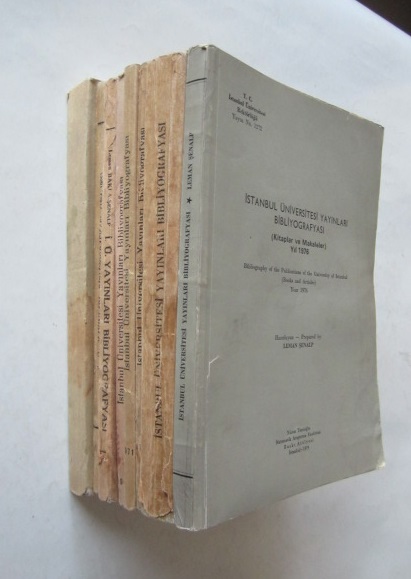 T. C.
İstanbul Üniversitesi
Rektörlüğü
Yayın No.
İSTANBUL ÜNİVERSİTESİ YAYINLARI
BİBLİYOGRAFYASI
(Kitaplar ve Makaleler)
Yıl 1976
Bibliography of the Publications of the University of Istanbul
(Books and Articles)
Year 1976
Hazırlayan — Prepared by
LEMAN ŞENALP
İSTANBUL ÜNİVERSİTESİ YAYINLARI BİBLİYOGRAFYASI ★ LEMAN ŞENALP
İSTANBUL ÜNİVERSİTESİ YAYINLARI BİBLİYOGRAFYASI
İstanbul Üniversitesi Yayınları Bibliyografyası
İstanbul Üniversitesi Yayınları Bibliyografyası
III
İstanbul Üniversitesi Yayınları Bibliyografyası
İ. Ü. YAYINLARI BİBLİYOGRAFYASI